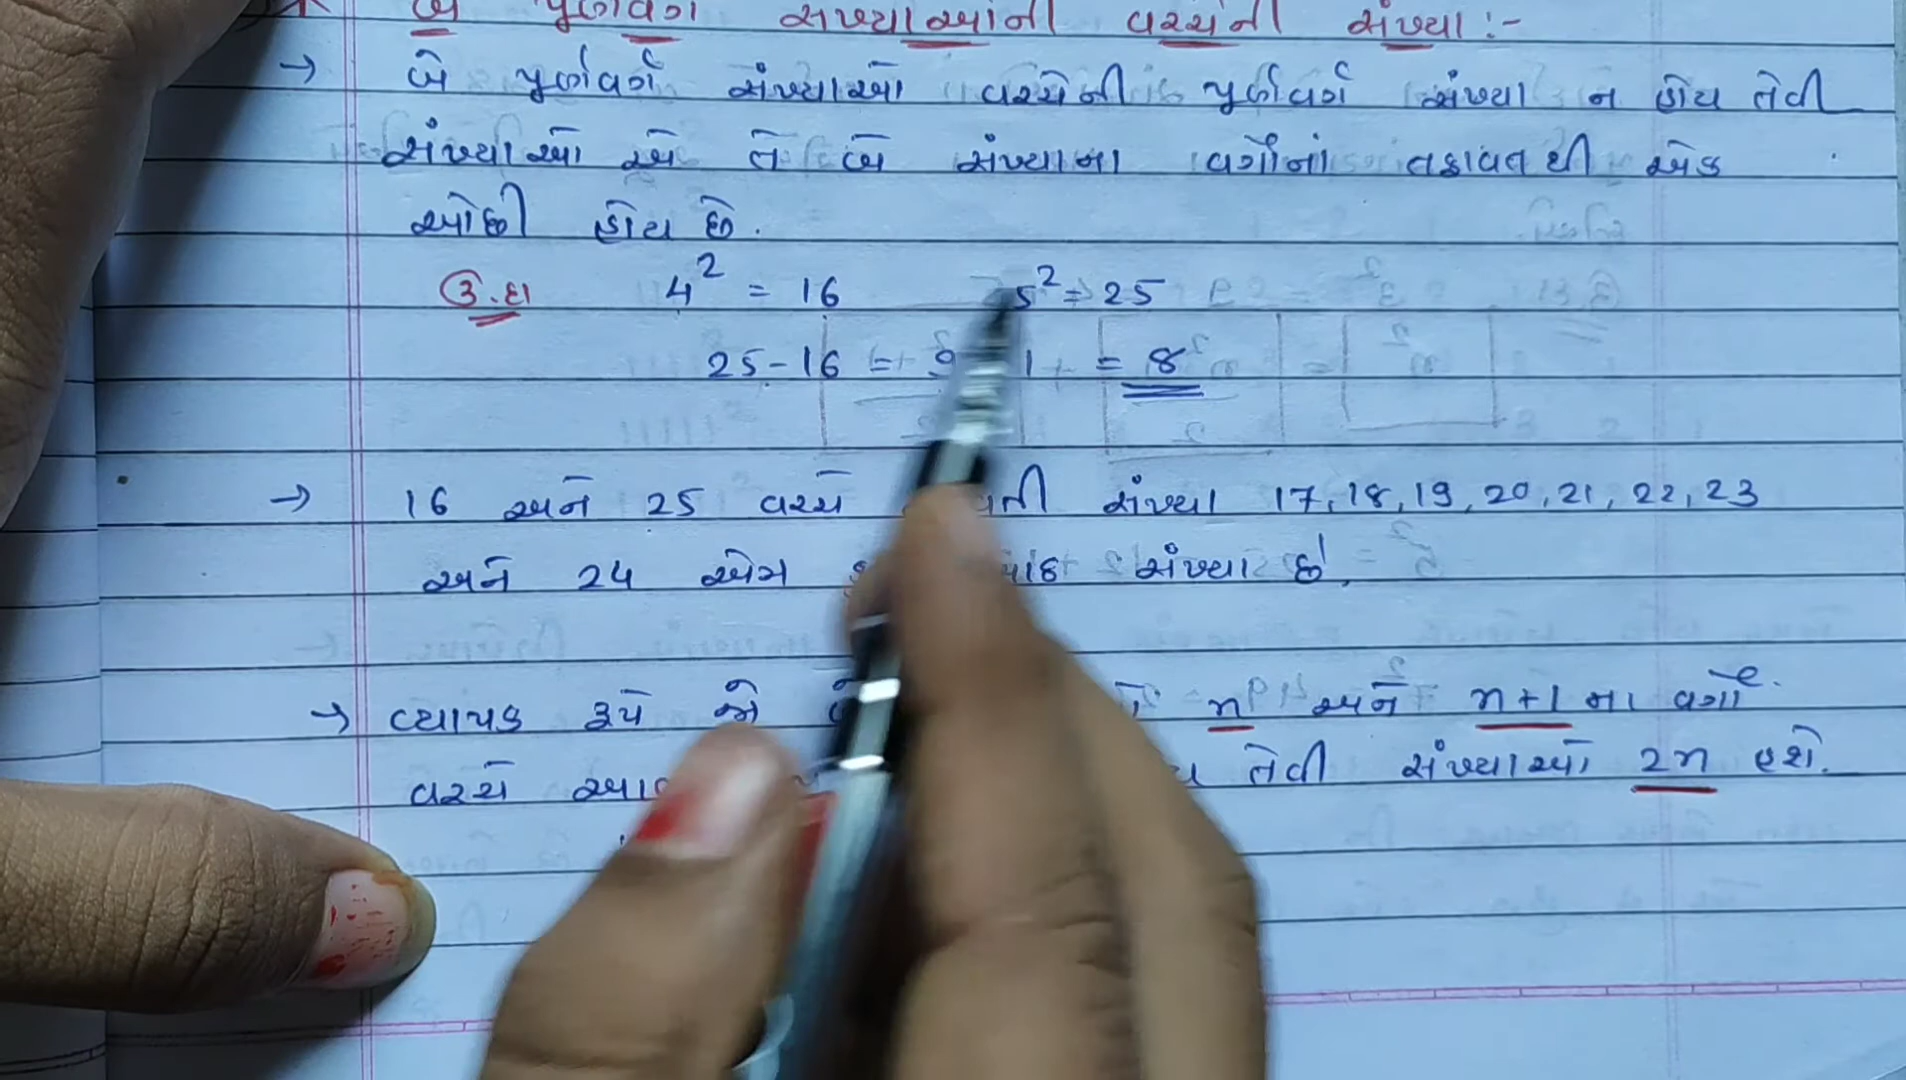 બે પૂર્ણવર્ગ સંખ્યાઓની વચ્ચેની સંખ્યા :-
→ બે પૂર્ણવર્ગ સંખ્યાઓ વચ્ચેની પૂર્ણવર્ગ સંખ્યા ન હોય તેવી
સંખ્યાઓ એ તે બે સંખ્યાના વર્ગોનાં તફાવતથી એક
ઓછી હોય છે.
ઉ.દા 4² = 16 5² = 25
25 - 16 = 9 1 = 8
→ 16 અને 25 વચ્ચે સંખ્યા 17, 18, 19, 20, 21, 22, 23
અને 24 એમ આઠ સંખ્યા છે.
→ વ્યાપક રૂપે જો n અને n+1 ના વર્ગો
વચ્ચે તેવી સંખ્યાઓ 2n હશે.